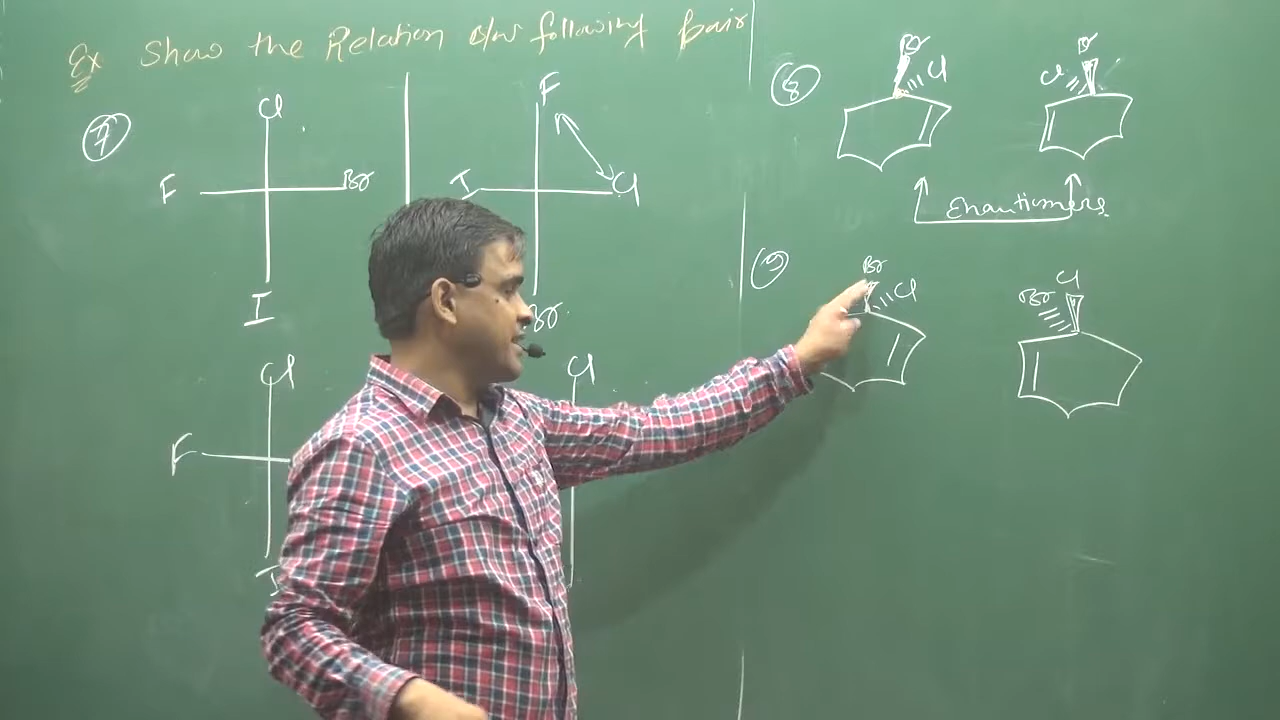 Ex Show the Relation b/w following pair
7
Cl
F Br
I
F
I Cl
Br
Cl
F
I
Cl
8
Br
Cl
Br
Cl
Enantiomers
9
Br
Cl
Cl
Br